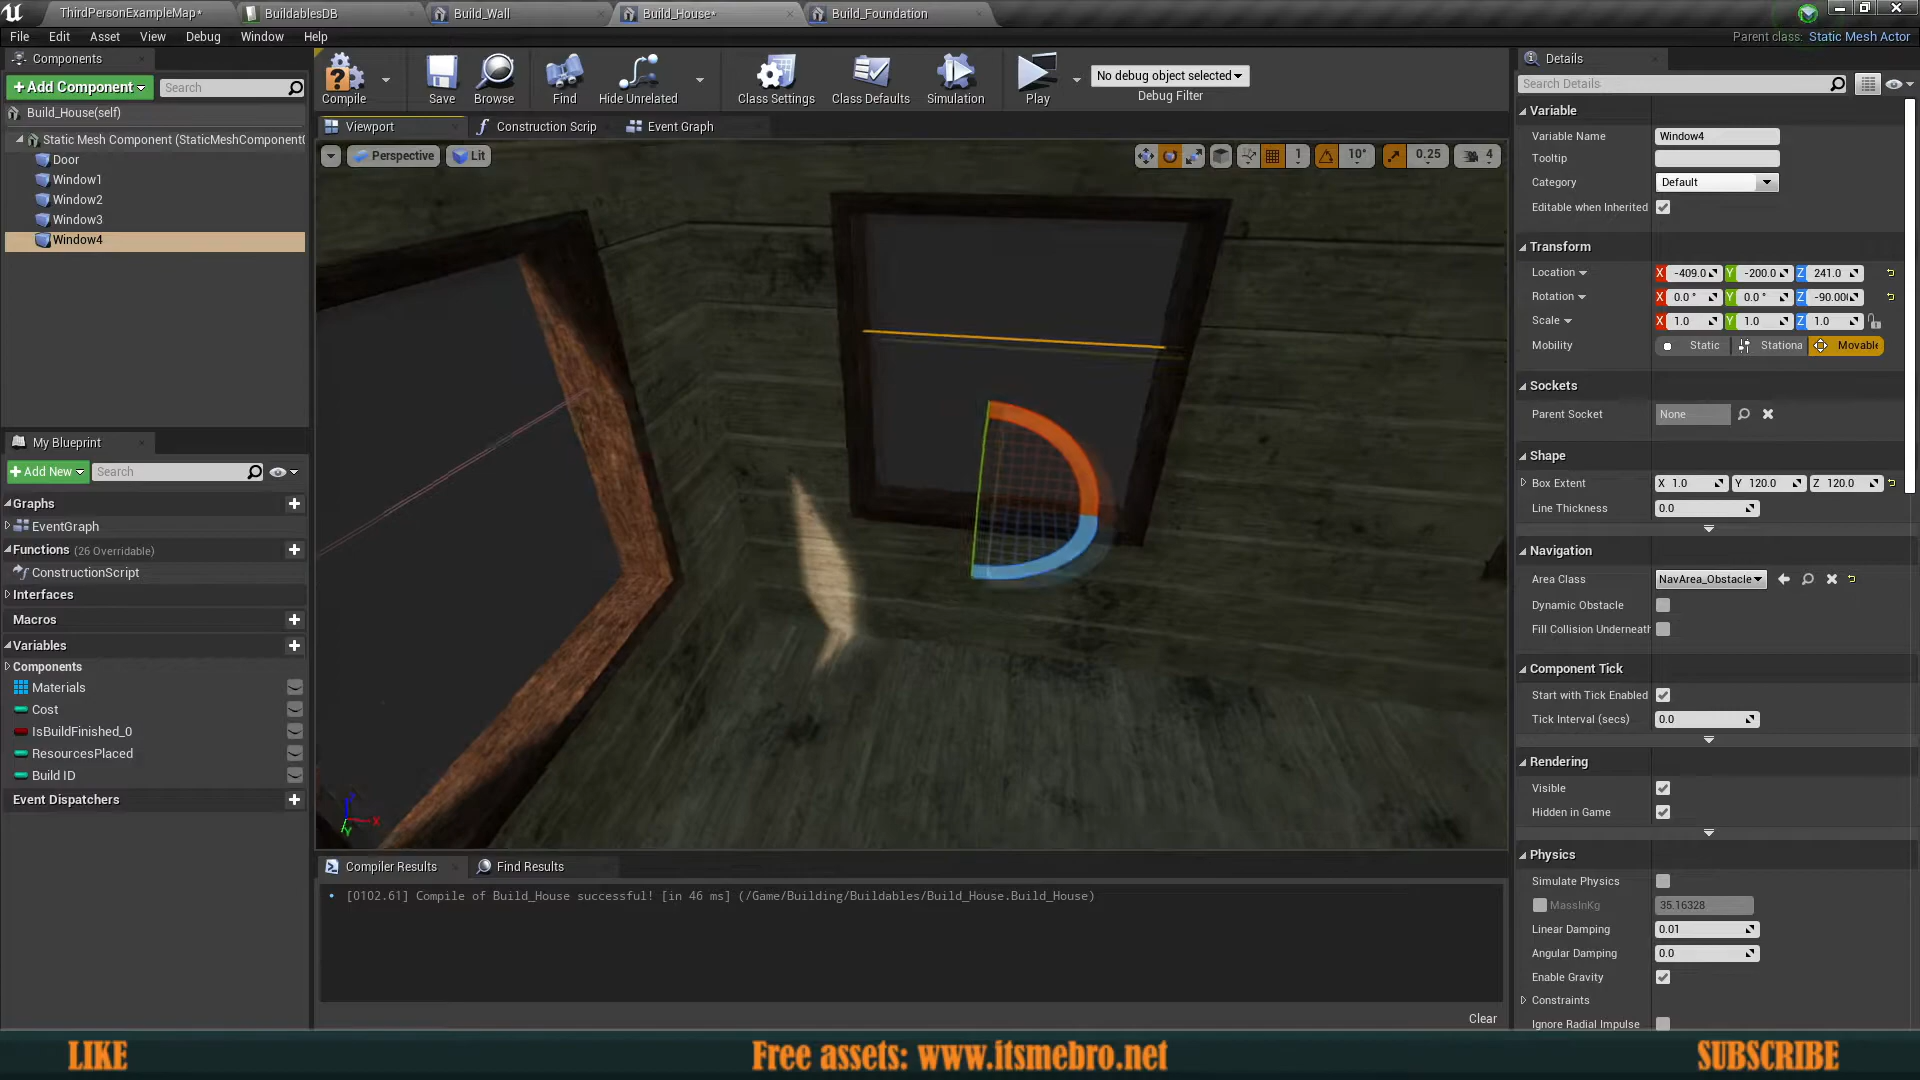 ThirdPersonExampleMap*
BuildablesDB
Build_Wall
Build_House*
Build_Foundation
File Edit Asset View Debug Window Help
Parent class: Static Mesh Actor
Components
+Add Component
Search
Build_House(self)
Static Mesh Component (StaticMeshComponent(
Door
Window1
Window2
Window3
Window4
Compile
Save
Browse
Find
Hide Unrelated
Class Settings
Class Defaults
Simulation
Play
No debug object selected
Debug Filter
Viewport
Construction Scrip
Event Graph
Perspective
Lit
1
10°
0.25
4
My Blueprint
+Add New
Search
Graphs
EventGraph
Functions (26 Overridable)
ConstructionScript
Interfaces
Macros
Variables
Components
Materials
Cost
IsBuildFinished_0
ResourcesPlaced
Build ID
Event Dispatchers
Z
X
Y
Compiler Results
Find Results
[0102.61] Compile of Build_House successful! [in 46 ms] (/Game/Building/Buildables/Build_House.Build_House)
Clear
Details
Search Details
Variable
Variable Name Window4
Tooltip
Category Default
Editable when Inherited
Transform
Location X -409.0 Y -200.0 Z 241.0
Rotation X 0.0 ° Y 0.0 ° Z -90.00
Scale X 1.0 Y 1.0 Z 1.0
Mobility Static Stationa Movable
Sockets
Parent Socket None
Shape
Box Extent X 1.0 Y 120.0 Z 120.0
Line Thickness 0.0
Navigation
Area Class NavArea_Obstacle
Dynamic Obstacle
Fill Collision Underneath
Component Tick
Start with Tick Enabled
Tick Interval (secs) 0.0
Rendering
Visible
Hidden in Game
Physics
Simulate Physics
MassInKg 35.16328
Linear Damping 0.01
Angular Damping 0.0
Enable Gravity
Constraints
Ignore Radial Impulse
LIKE
Free assets: www.itsmebro.net
SUBSCRIBE